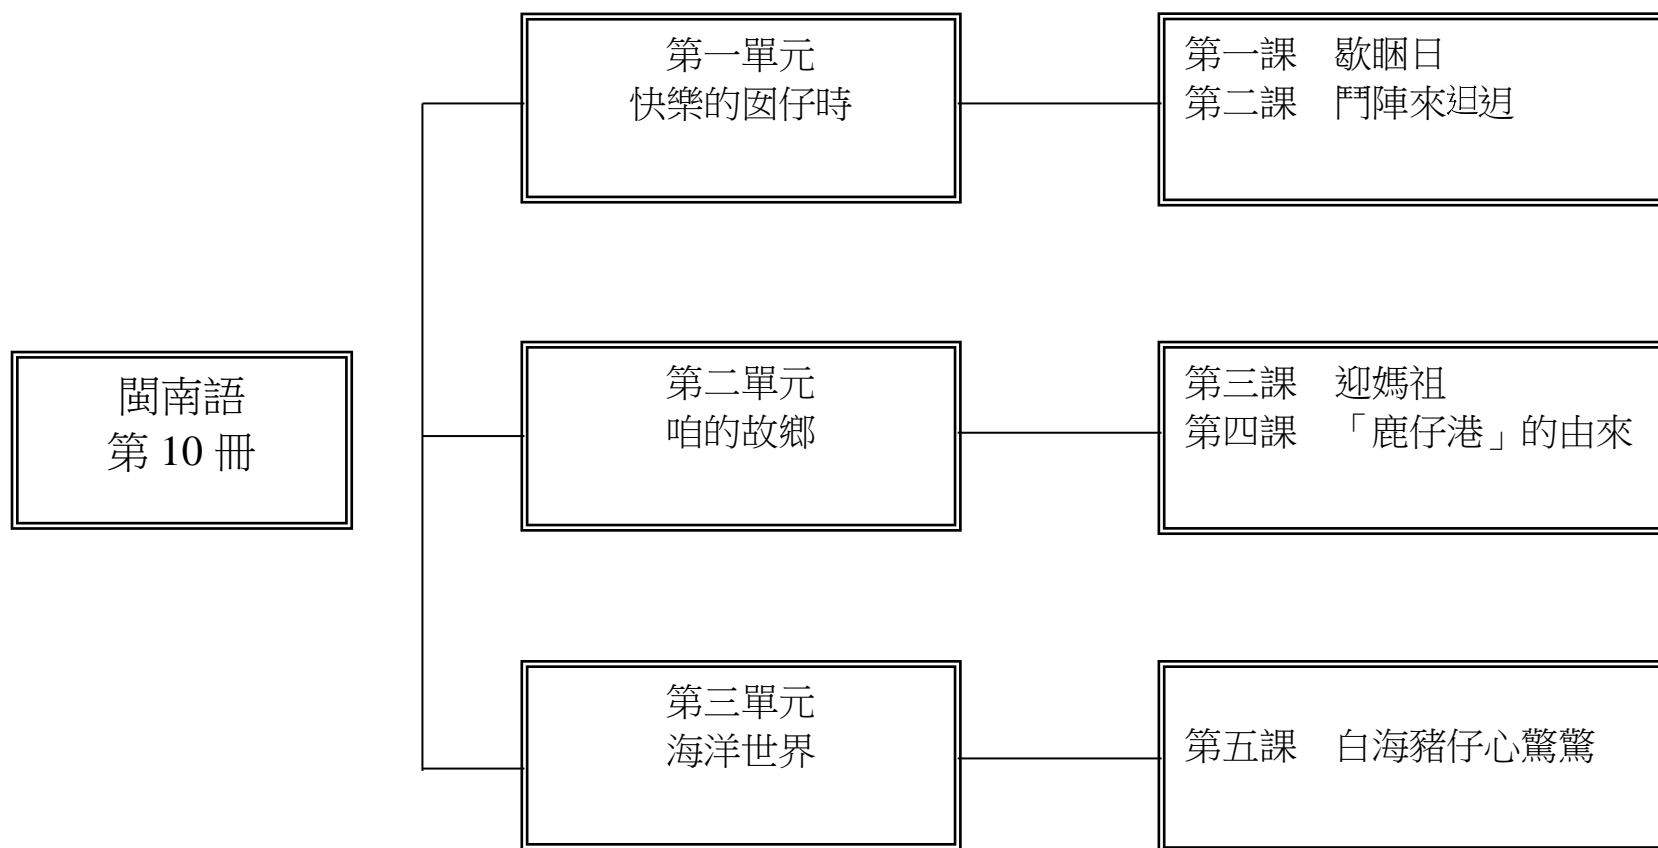 閩南語
第 10 冊
第一單元
快樂的囡仔時
第一課　歇睏日
第二課　鬥陣來𨑨迌
第二單元
咱的故鄉
第三課　迎媽祖
第四課　「鹿仔港」的由來
第三單元
海洋世界
第五課　白海豬仔心驚驚